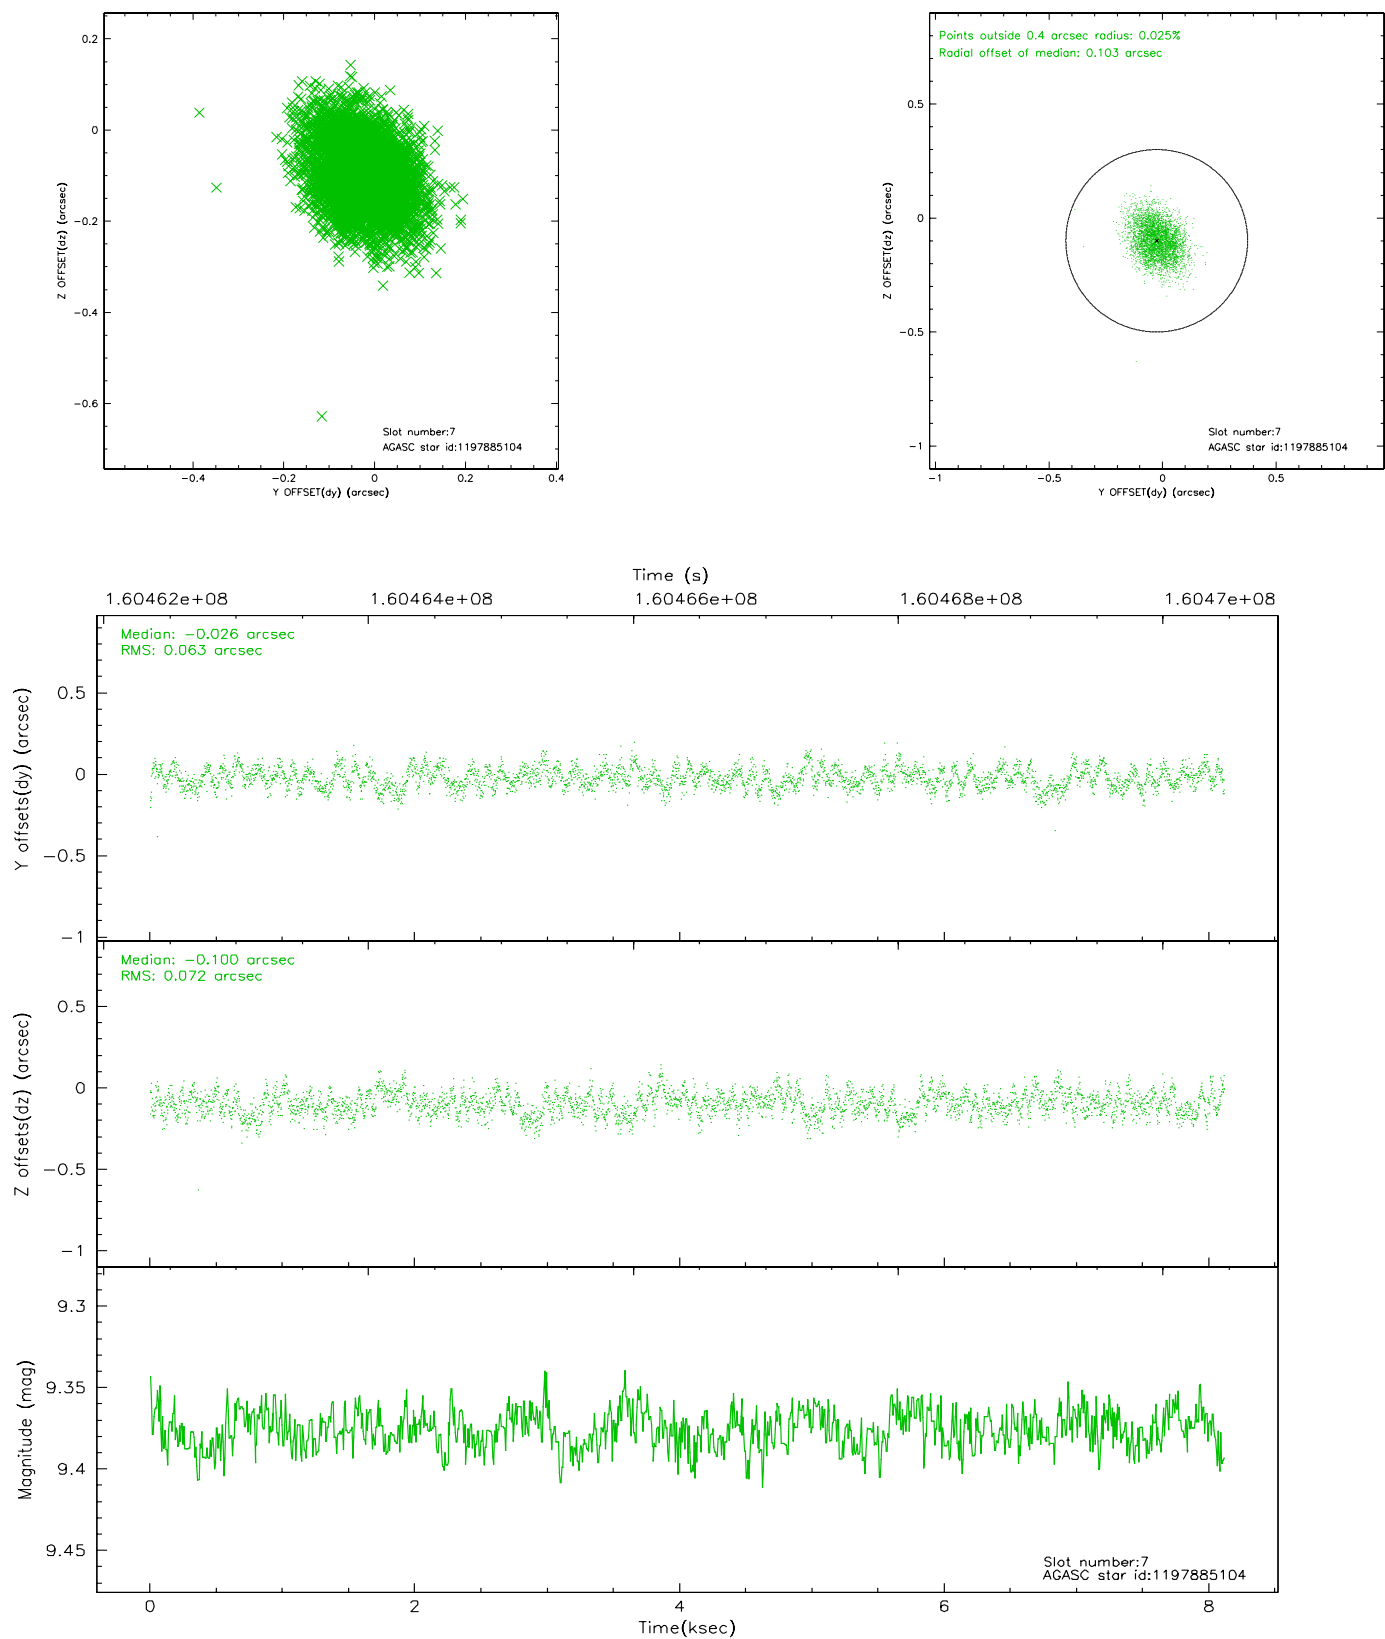 0.2
0
-0.2
-0.4
-0.6
Z OFFSET(dz) (arcsec)
Slot number:7
AGASC star id:1197885104
-0.4 -0.2 0 0.2 0.4
Y OFFSET(dy) (arcsec)
Points outside 0.4 arcsec radius: 0.025%
Radial offset of median: 0.103 arcsec
0.5
0
-0.5
-1
Z OFFSET(dz) (arcsec)
Slot number:7
AGASC star id:1197885104
-1 -0.5 0 0.5
Y OFFSET(dy) (arcsec)
Time (s)
1.60462e+08 1.60464e+08 1.60466e+08 1.60468e+08 1.6047e+08
Median: -0.026 arcsec
RMS: 0.063 arcsec
0.5
0
-0.5
-1
Y offsets(dy) (arcsec)
Median: -0.100 arcsec
RMS: 0.072 arcsec
0.5
0
-0.5
-1
Z offsets(dz) (arcsec)
9.3
9.35
9.4
9.45
Magnitude (mag)
Slot number:7
AGASC star id:1197885104
0 2 4 6 8
Time(ksec)